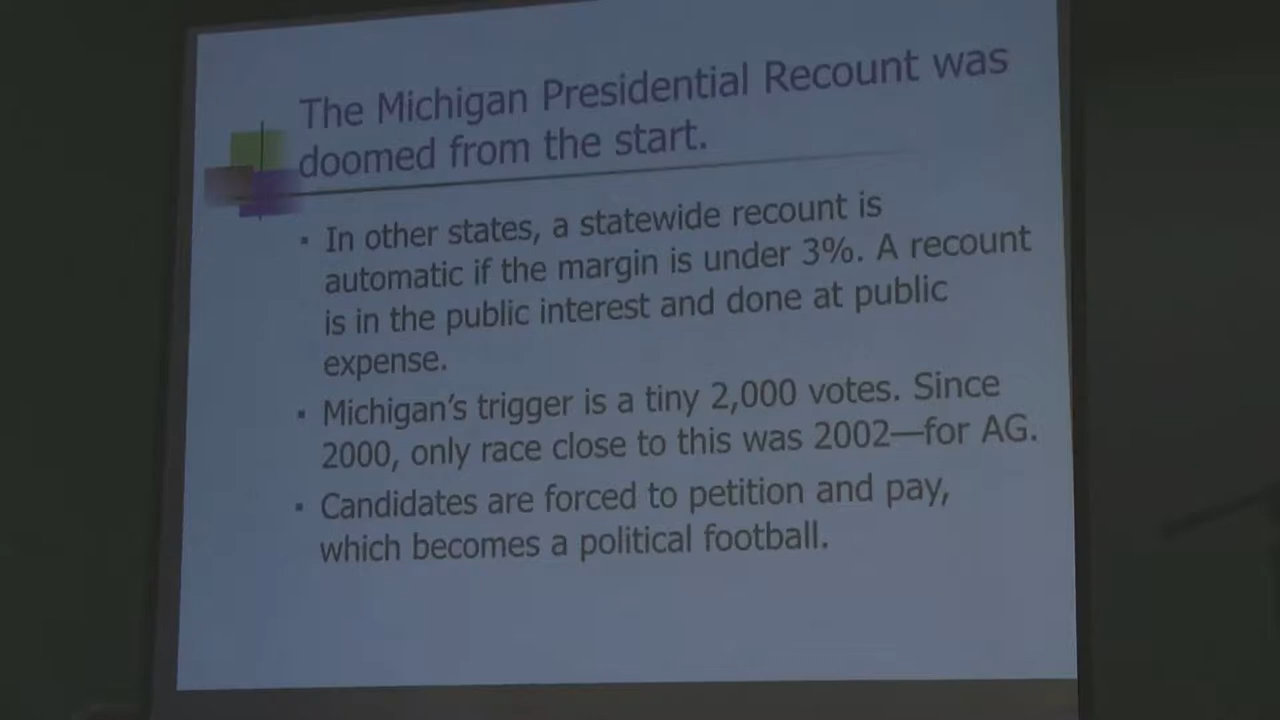 The Michigan Presidential Recount was
doomed from the start.
▪ In other states, a statewide recount is
automatic if the margin is under 3%. A recount
is in the public interest and done at public
expense.
▪ Michigan's trigger is a tiny 2,000 votes. Since
2000, only race close to this was 2002—for AG.
▪ Candidates are forced to petition and pay,
which becomes a political football.